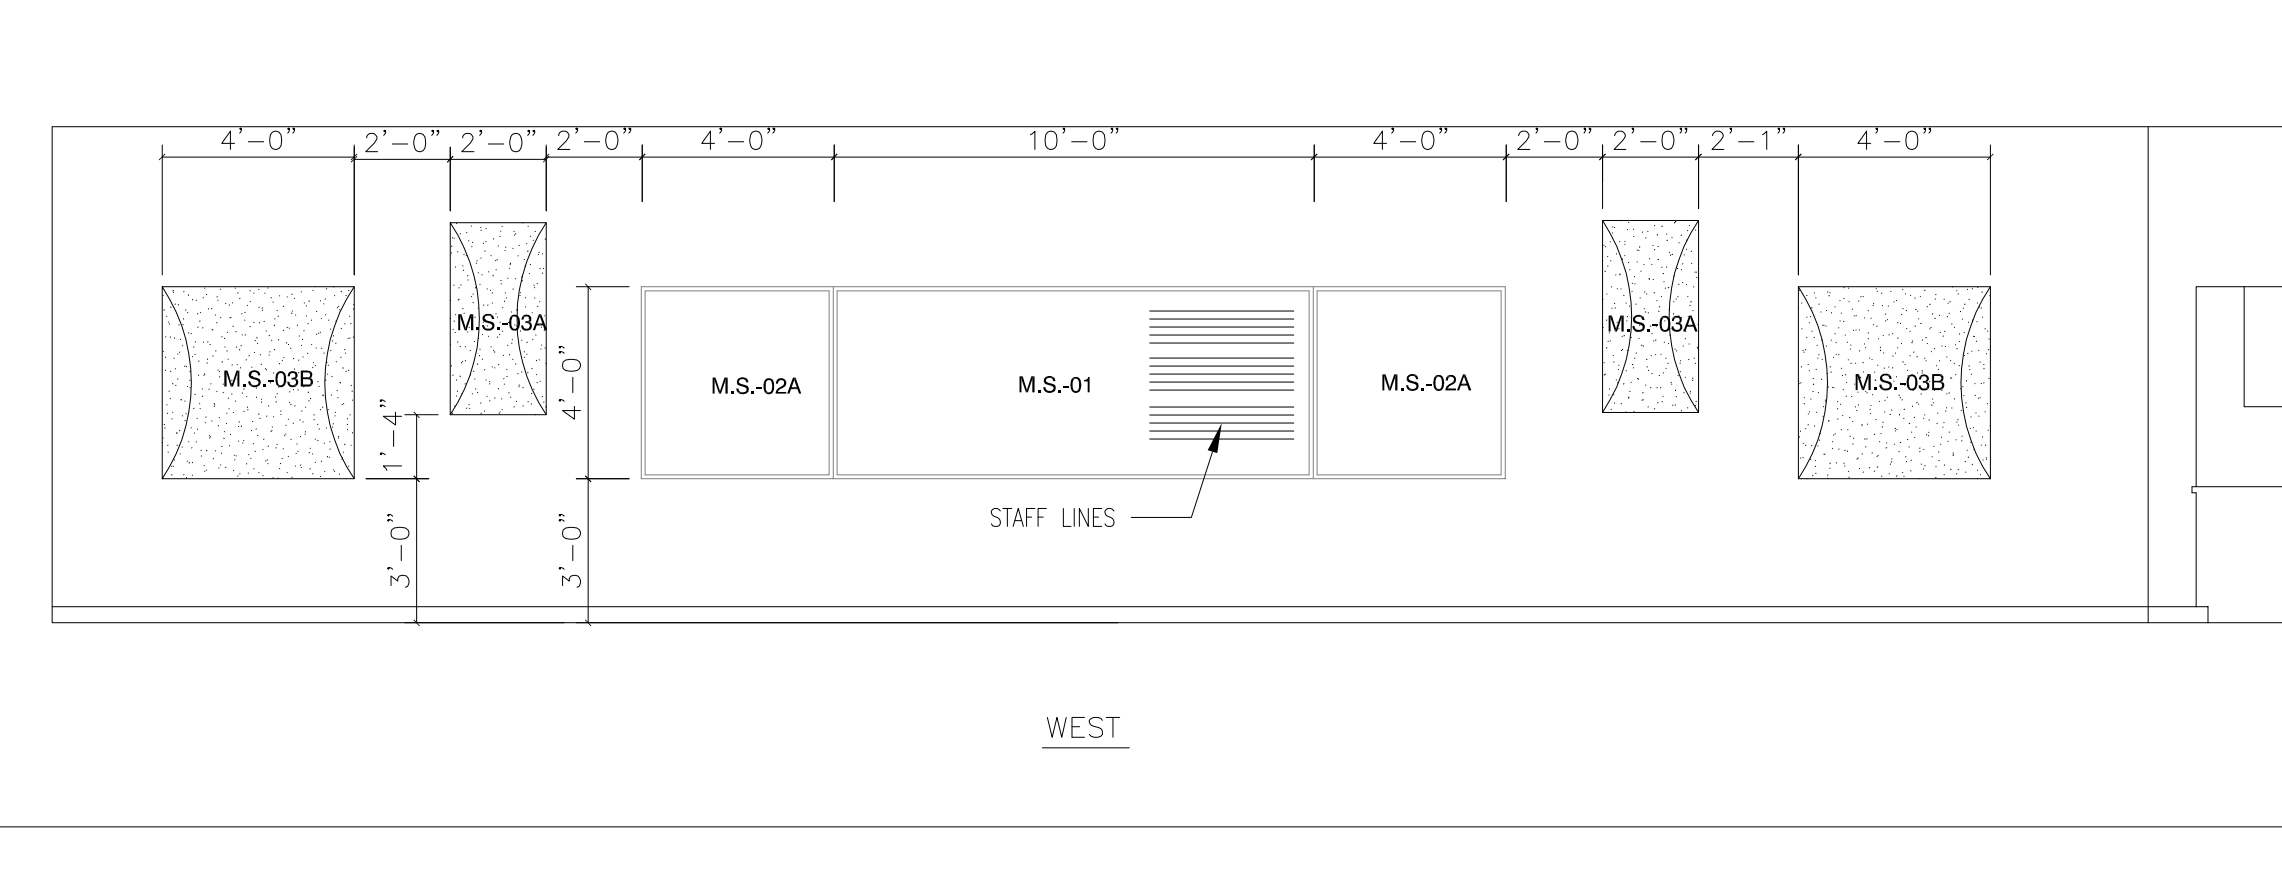 4'-0" 2'-0" 2'-0" 2'-0" 4'-0" 10'-0" 4'-0" 2'-0" 2'-0" 2'-1" 4'-0"
M.S.-03A M.S.-03A
M.S.-03B M.S.-02A M.S.-01 M.S.-02A M.S.-03B
1'-4" 4'-0"
STAFF LINES
3'-0" 3'-0"
WEST